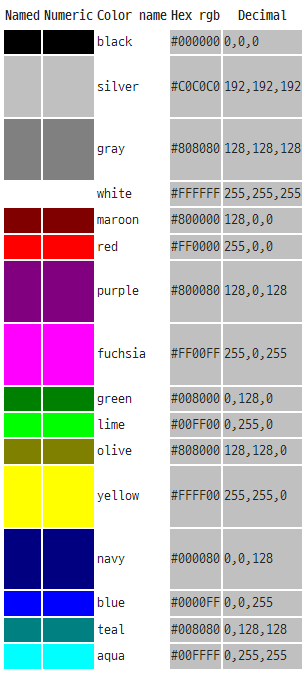 Named Numeric Color name Hex rgb Decimal
black #000000 0,0,0
silver #C0C0C0 192,192,192
gray #808080 128,128,128
white #FFFFFF 255,255,255
maroon #800000 128,0,0
red #FF0000 255,0,0
purple #800080 128,0,128
fuchsia #FF00FF 255,0,255
green #008000 0,128,0
lime #00FF00 0,255,0
olive #808000 128,128,0
yellow #FFFF00 255,255,0
navy #000080 0,0,128
blue #0000FF 0,0,255
teal #008080 0,128,128
aqua #00FFFF 0,255,255